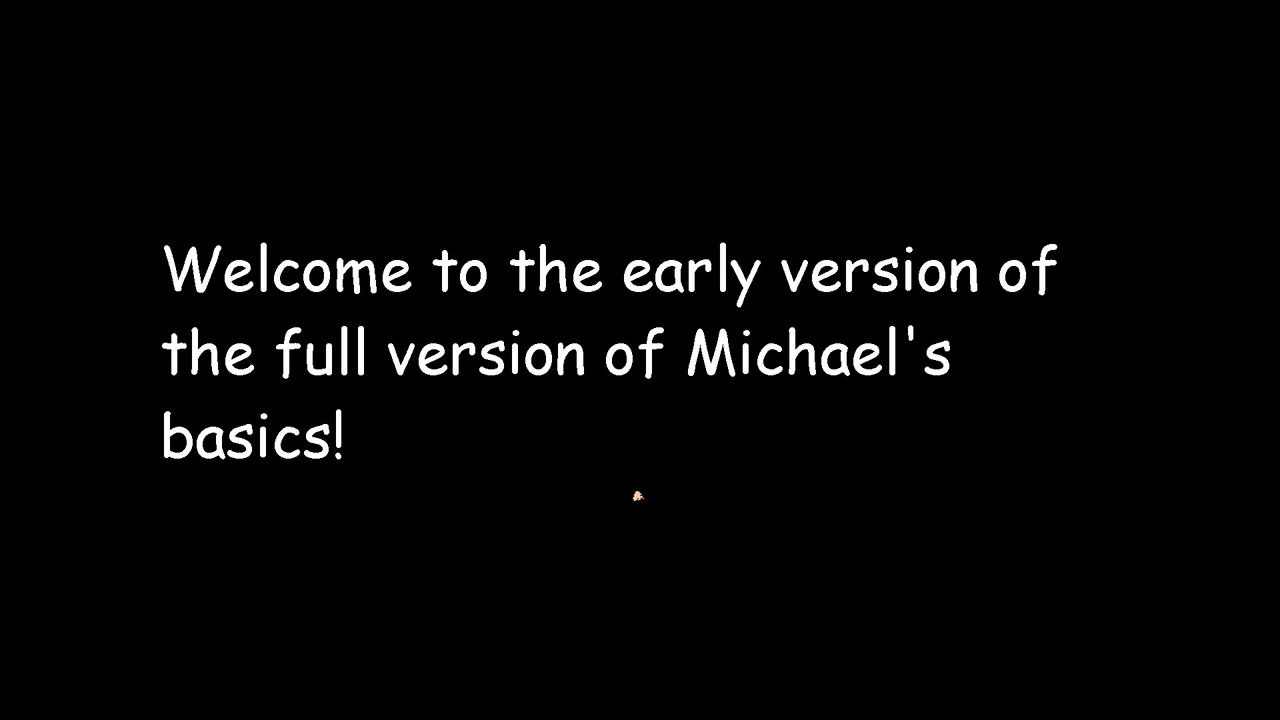 Welcome to the early version of
the full version of Michael's
basics!